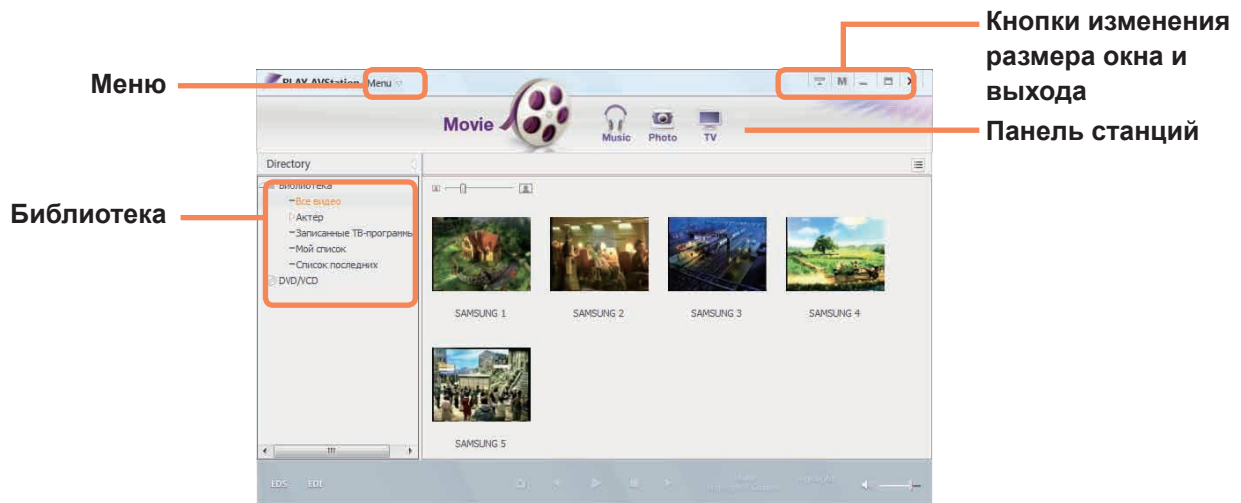 Кнопки изменения
размера окна и
выхода
Панель станций
Меню
Библиотека
PLAY AVStation Menu
M
Movie
Music Photo TV
Directory
Библиотека
Все видео
Актер
Записанные ТВ-программы
Мой список
Список последних
DVD/VCD
SAMSUNG 1 SAMSUNG 2 SAMSUNG 3 SAMSUNG 4
SAMSUNG 5
EDS EDI